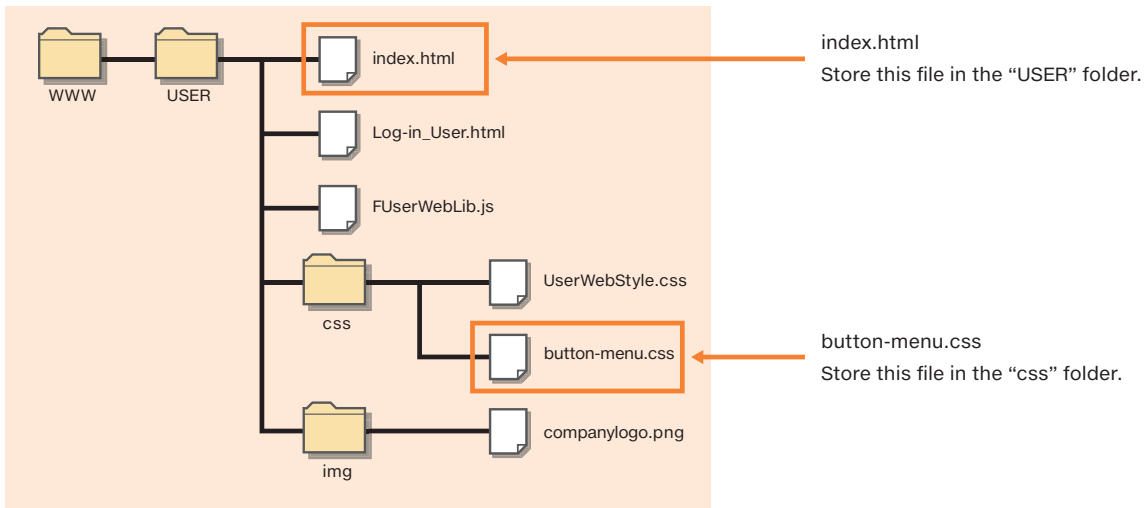 WWW
USER
index.html
index.html
Store this file in the “USER” folder.
Log-in_User.html
FUserWebLib.js
css
UserWebStyle.css
button-menu.css
button-menu.css
Store this file in the “css” folder.
img
companylogo.png